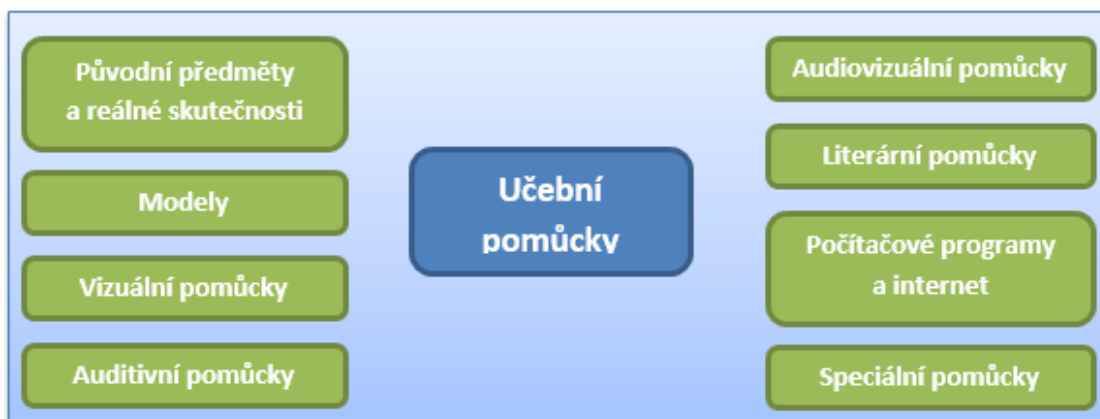 Původní předměty
a reálné skutečnosti
Modely
Vizuální pomůcky
Auditivní pomůcky
Učební
pomůcky
Audiovizuální pomůcky
Literární pomůcky
Počítačové programy
a internet
Speciální pomůcky